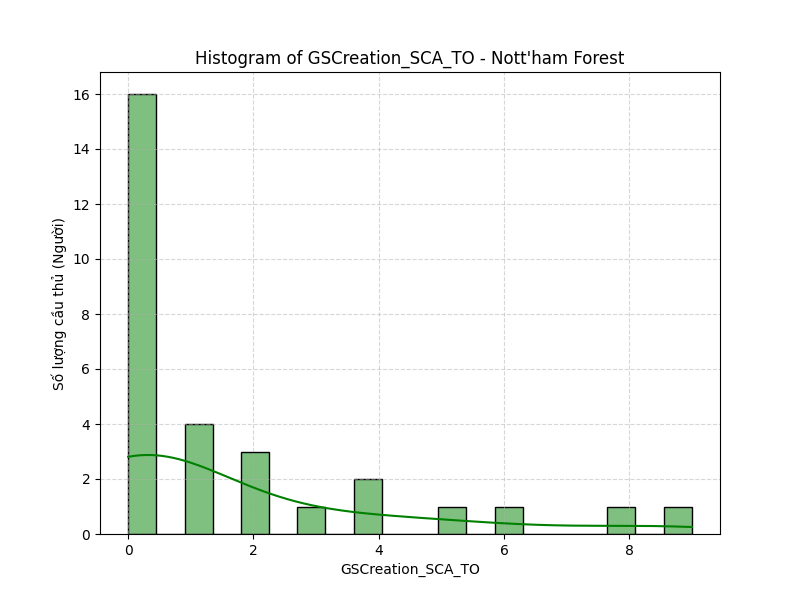 Histogram of GSCreation_SCA_TO - Nott'ham Forest
Số lượng cầu thủ (Người)
16
14
12
10
8
6
4
2
0
0 2 4 6 8
GSCreation_SCA_TO